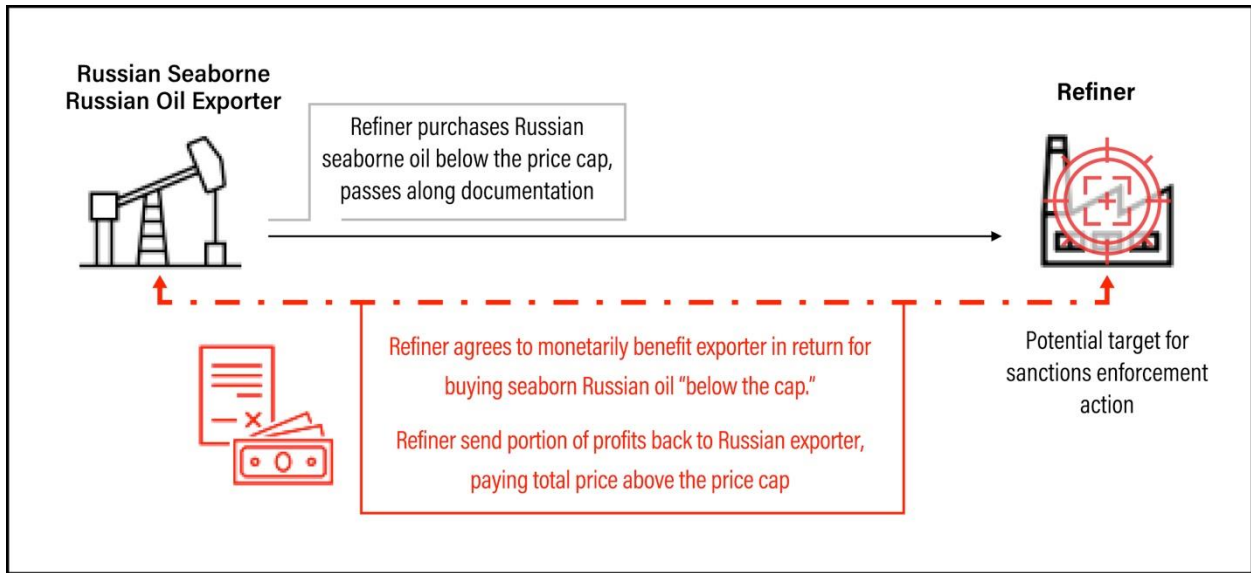 Russian Seaborne
Russian Oil Exporter
Refiner purchases Russian
seaborne oil below the price cap,
passes along documentation
Refiner
Refiner agrees to monetarily benefit exporter in return for
buying seaborn Russian oil “below the cap.”
Refiner send portion of profits back to Russian exporter,
paying total price above the price cap
Potential target for
sanctions enforcement
action